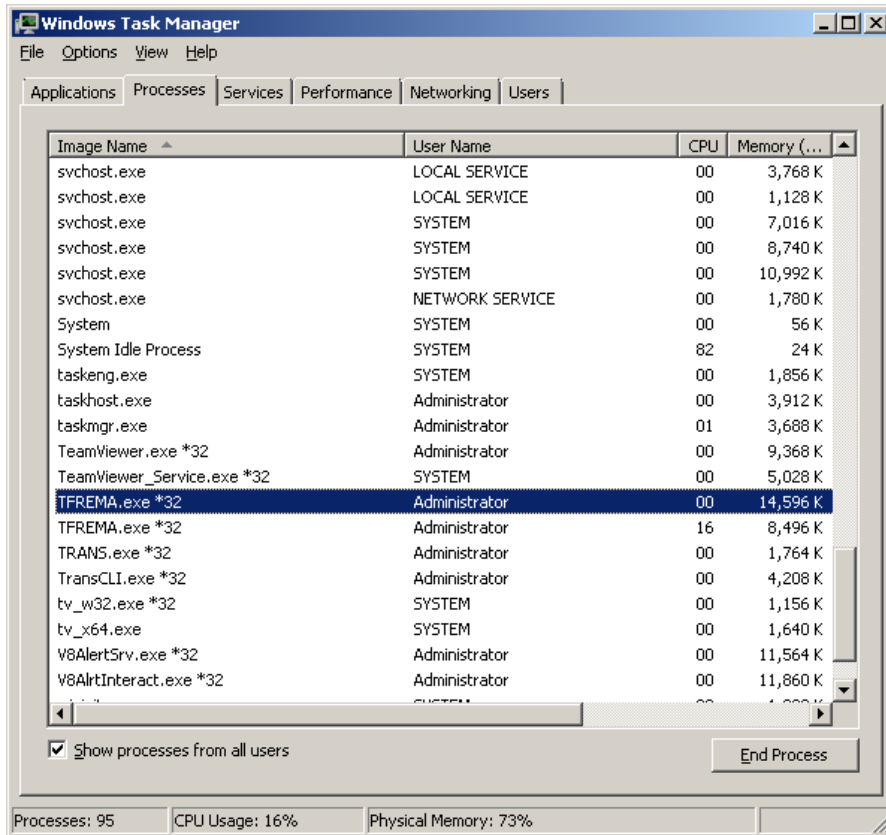 Windows Task Manager
File Options View Help
Applications Processes Services Performance Networking Users
Image Name User Name CPU Memory (...
svchost.exe LOCAL SERVICE 00 3,768 K
svchost.exe LOCAL SERVICE 00 1,128 K
svchost.exe SYSTEM 00 7,016 K
svchost.exe SYSTEM 00 8,740 K
svchost.exe SYSTEM 00 10,992 K
svchost.exe NETWORK SERVICE 00 1,780 K
System SYSTEM 00 56 K
System Idle Process SYSTEM 82 24 K
taskeng.exe SYSTEM 00 1,856 K
taskhost.exe Administrator 00 3,912 K
taskmgr.exe Administrator 01 3,688 K
TeamViewer.exe *32 Administrator 00 9,368 K
TeamViewer_Service.exe *32 SYSTEM 00 5,028 K
TFREMA.exe *32 Administrator 00 14,596 K
TFREMA.exe *32 Administrator 16 8,496 K
TRANS.exe *32 Administrator 00 1,764 K
TransCLI.exe *32 Administrator 00 4,208 K
tv_w32.exe *32 SYSTEM 00 1,156 K
tv_x64.exe SYSTEM 00 1,640 K
V8AlertSrv.exe *32 Administrator 00 11,564 K
V8AlrtInteract.exe *32 Administrator 00 11,860 K
Show processes from all users
End Process
Processes: 95 CPU Usage: 16% Physical Memory: 73%